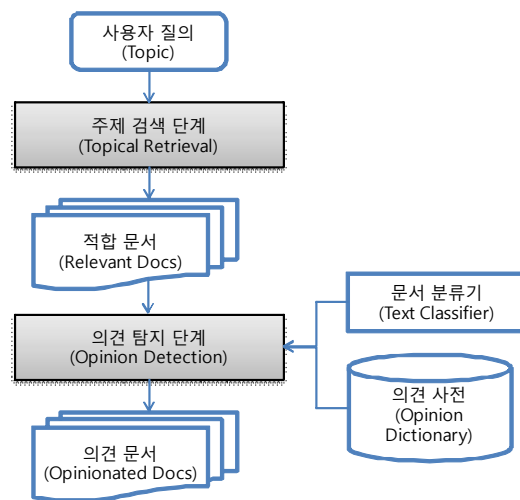 사용자 질의
(Topic)
주제 검색 단계
(Topical Retrieval)
적합 문서
(Relevant Docs)
문서 분류기
(Text Classifier)
의견 탐지 단계
(Opinion Detection)
의견 사전
(Opinion
Dictionary)
의견 문서
(Opinionated Docs)